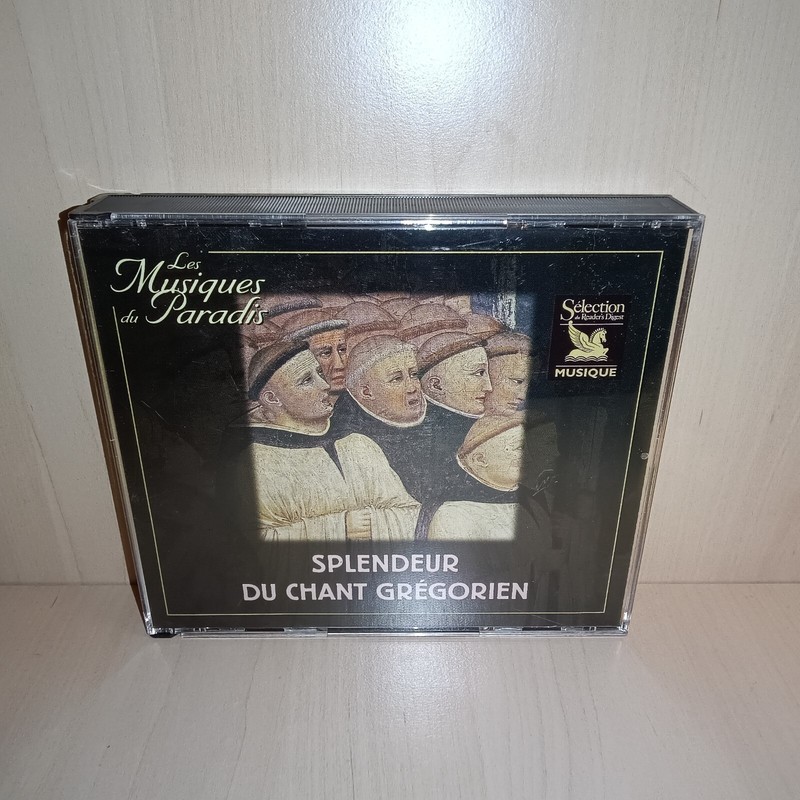 Les
Musiques
du Paradis
Sélection
du Reader's Digest
MUSIQUE
SPLENDEUR
DU CHANT GRÉGORIEN